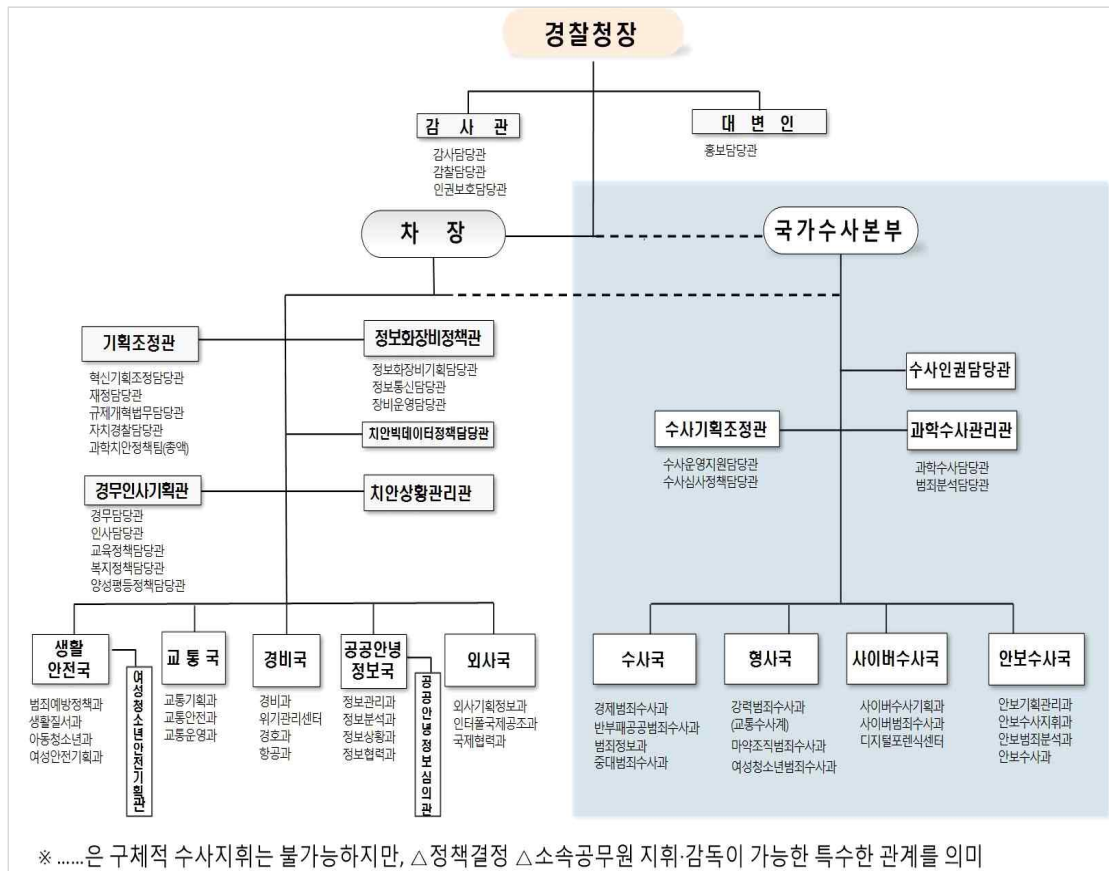 경찰청장
감 사 관
감사담당관
감찰담당관
인권보호담당관
대 변 인
홍보담당관
차 장
국가수사본부
기획조정관
혁신기획조정담당관
재정담당관
규제개혁법무담당관
자치경찰담당관
과학치안정책팀(총액)
정보화장비정책관
정보화장비기획담당관
정보통신담당관
장비운영담당관
치안빅데이터정책담당관
경무인사기획관
경무담당관
인사담당관
교육정책담당관
복지정책담당관
양성평등정책담당관
치안상황관리관
수사인권담당관
수사기획조정관
수사운영지원담당관
수사심사정책담당관
과학수사관리관
과학수사담당관
범죄분석담당관
생활
안전국
범죄예방정책과
생활질서과
아동청소년과
여성안전기획과
여성청소년안전기획관
교 통 국
교통기획과
교통안전과
교통운영과
경비국
경비과
위기관리센터
경호과
항공과
공공안녕
정보국
정보관리과
정보분석과
정보상황과
정보협력과
공공안녕정보심의관
외사국
외사기획정보과
인터폴국제공조과
국제협력과
수사국
경제범죄수사과
반부패공공범죄수사과
범죄정보과
중대범죄수사과
형사국
강력범죄수사과
(교통수사계)
마약조직범죄수사과
여성청소년범죄수사과
사이버수사국
사이버수사기획과
사이버범죄수사과
디지털포렌식센터
안보수사국
안보기획관리과
안보수사지휘과
안보범죄분석과
안보수사과
※ ......은 구체적 수사지휘는 불가능하지만, △정책결정 △소속공무원 지휘·감독이 가능한 특수한 관계를 의미